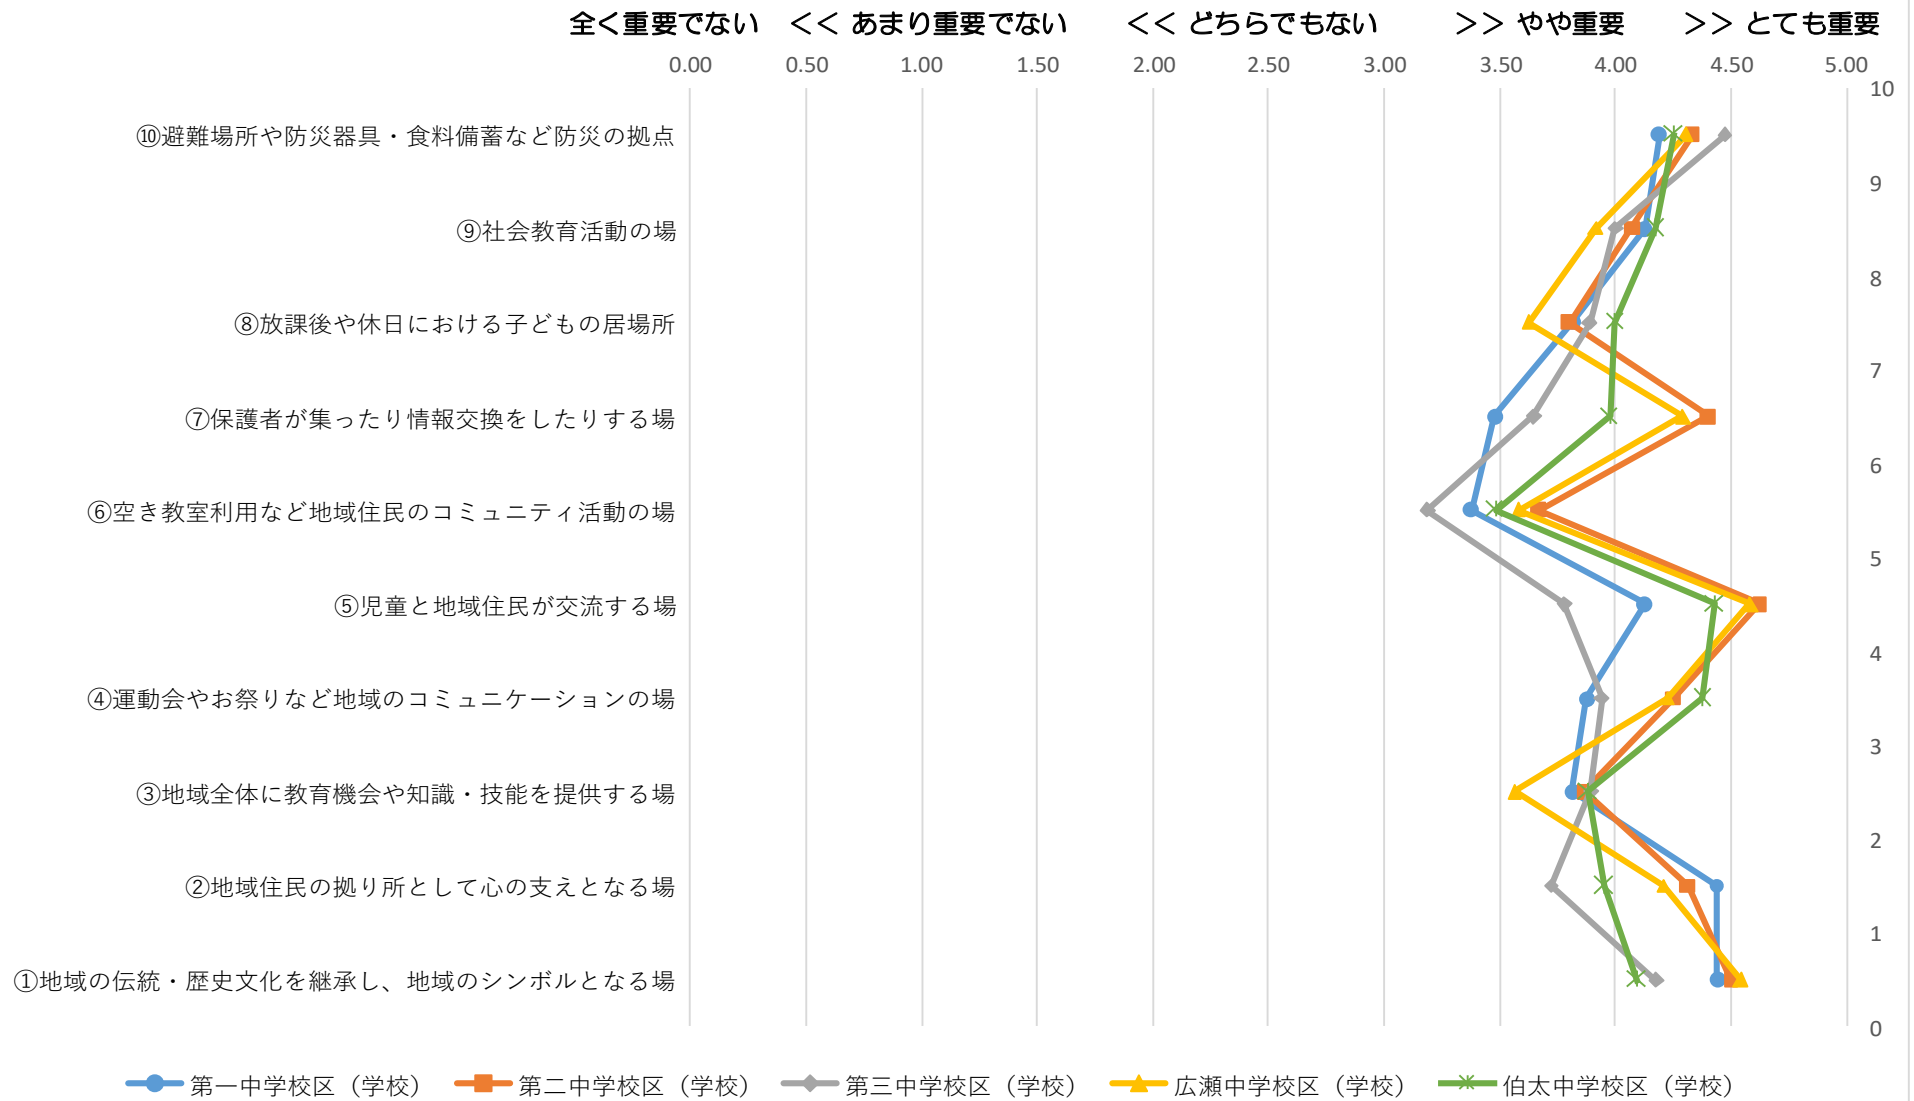 全く重要でない << あまり重要でない << どちらでもない >> やや重要 >> とても重要
0.00 0.50 1.00 1.50 2.00 2.50 3.00 3.50 4.00 4.50 5.00
10
⑩避難場所や防災器具・食料備蓄など防災の拠点
9
⑨社会教育活動の場
8
⑧放課後や休日における子どもの居場所
7
⑦保護者が集ったり情報交換をしたりする場
6
⑥空き教室利用など地域住民のコミュニティ活動の場
5
⑤児童と地域住民が交流する場
4
④運動会やお祭りなど地域のコミュニケーションの場
3
③地域全体に教育機会や知識・技能を提供する場
2
②地域住民の拠り所として心の支えとなる場
1
①地域の伝統・歴史文化を継承し、地域のシンボルとなる場
0
第一中学校区（学校） 第二中学校区（学校） 第三中学校区（学校） 広瀬中学校区（学校） 伯太中学校区（学校）